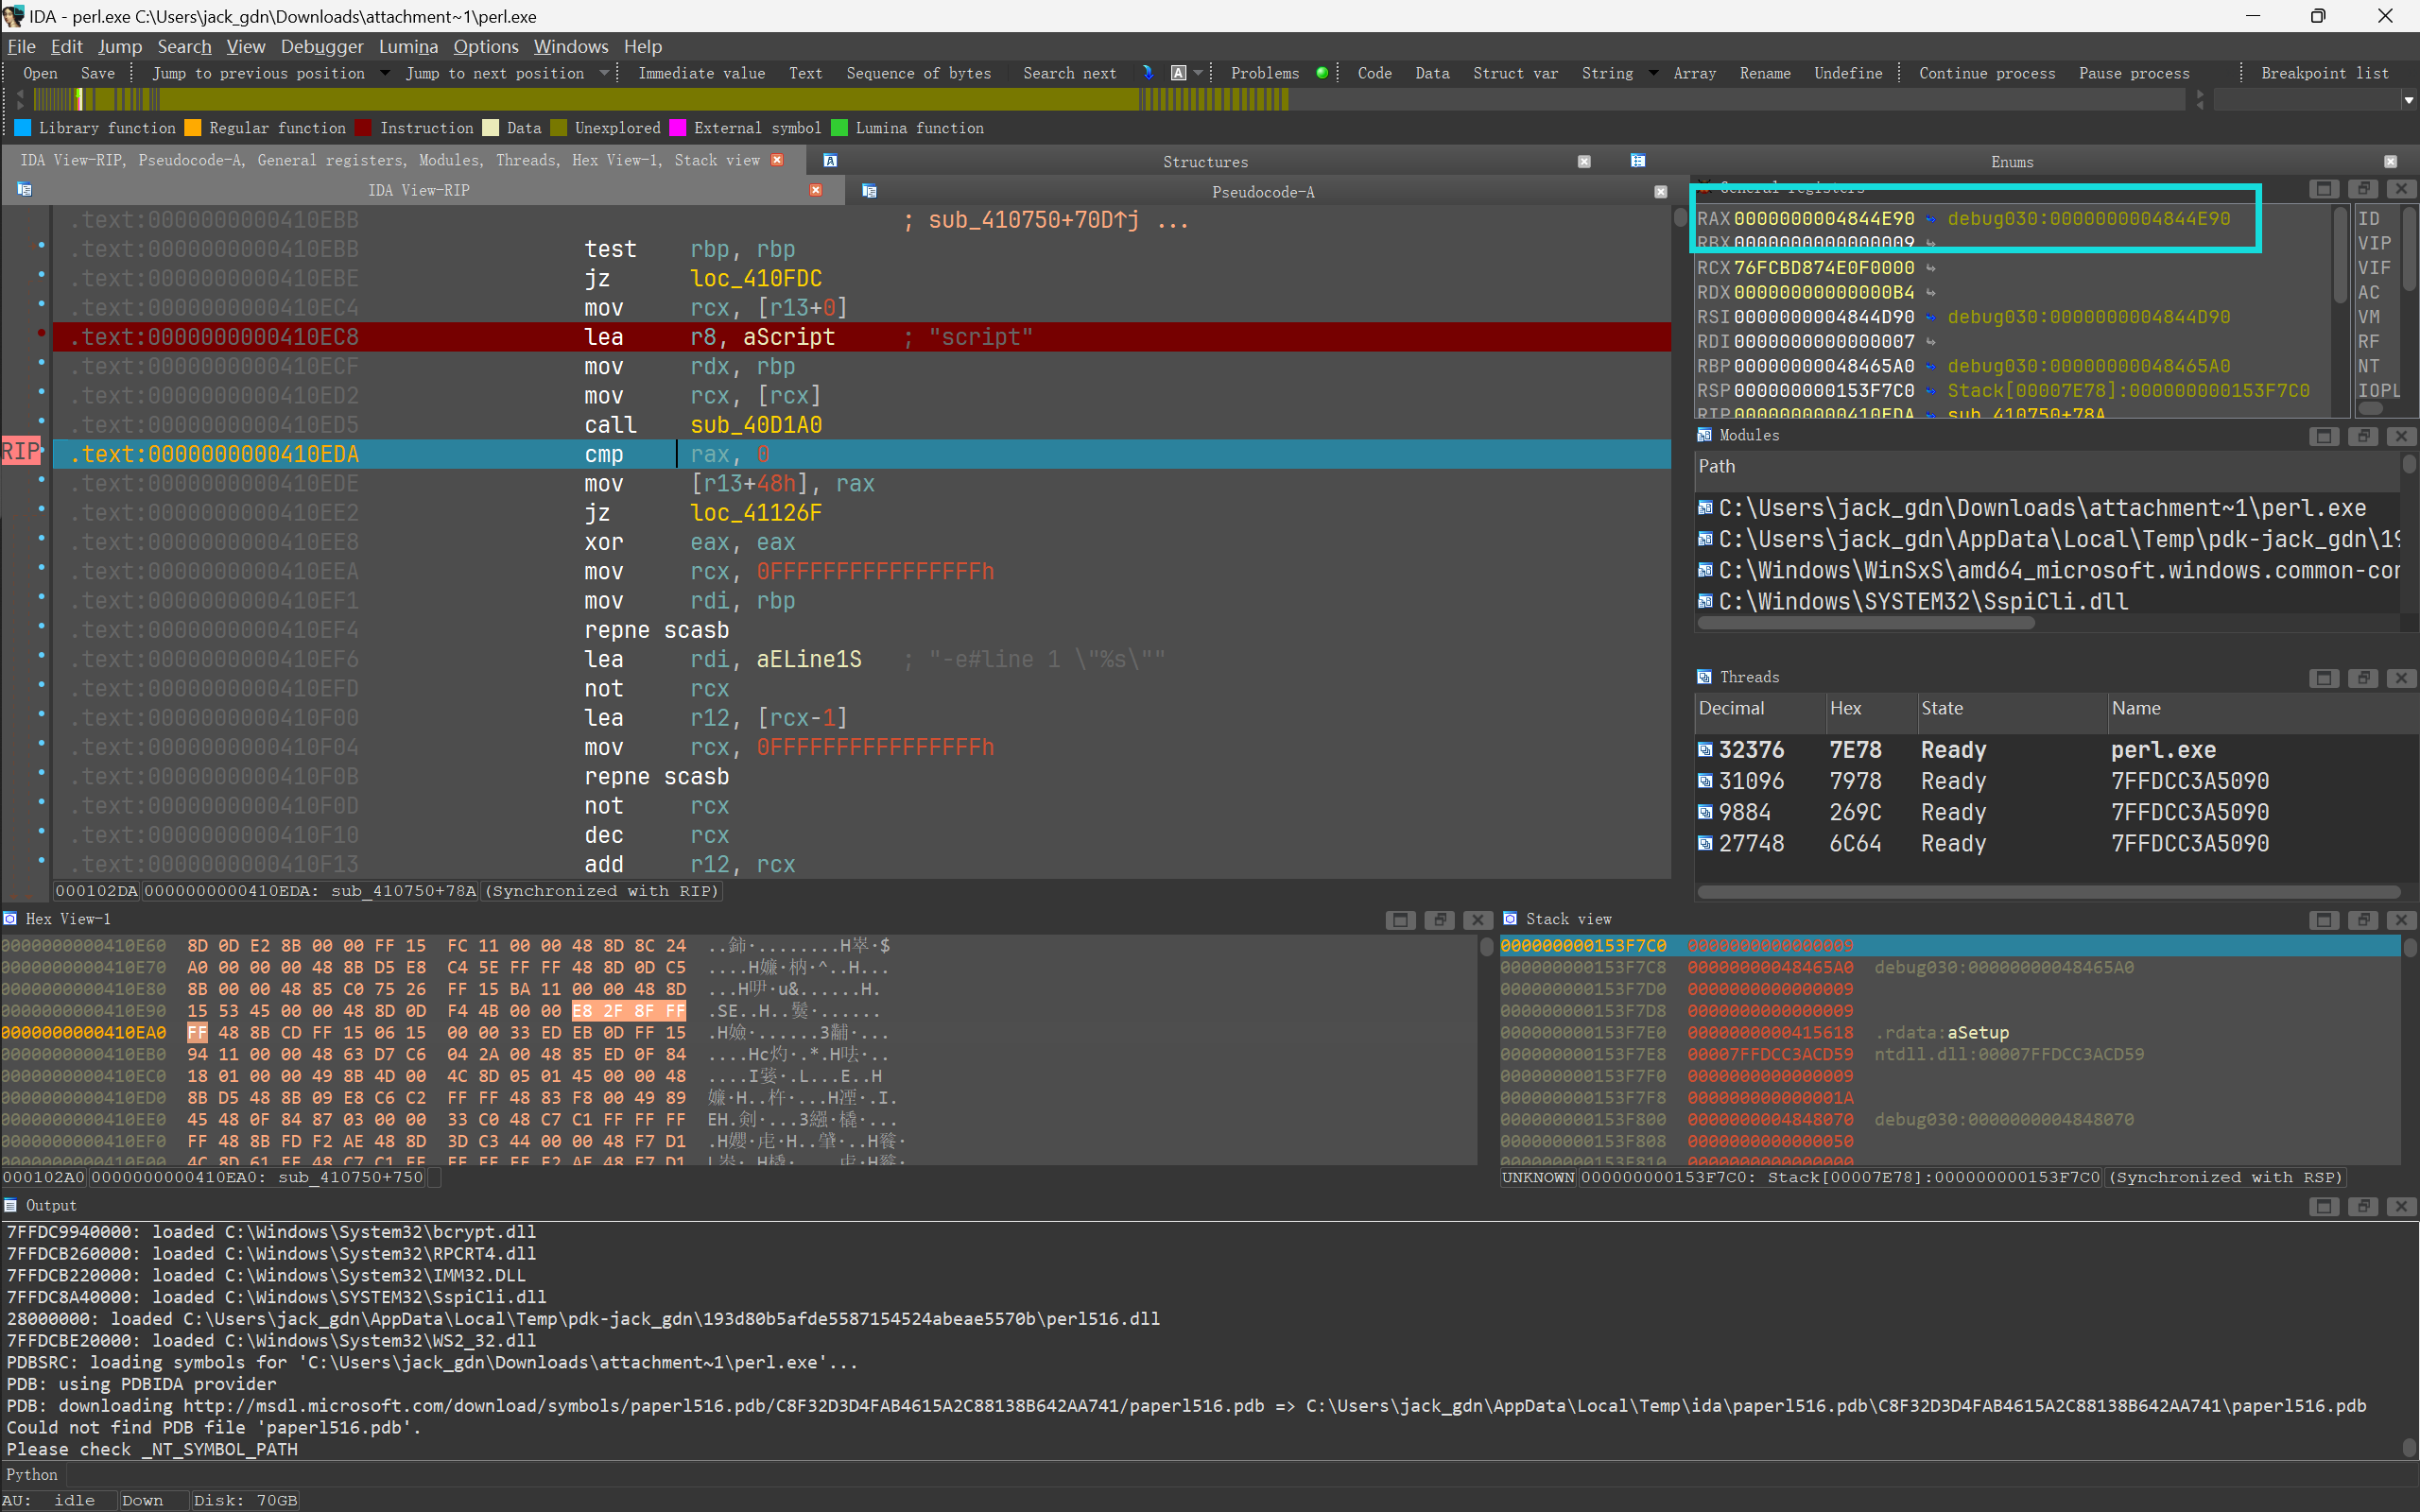 IDA - perl.exe C:\Users\jack_gdn\Downloads\attachment~1\perl.exe
File Edit Jump Search View Debugger Lumina Options Windows Help
Open Save Jump to previous position Jump to next position Immediate value Text Sequence of bytes Search next Problems Code Data Struct var String Array Rename Undefine Continue process Pause process Breakpoint list
Library function Regular function Instruction Data Unexplored External symbol Lumina function
IDA View-RIP, Pseudocode-A, General registers, Modules, Threads, Hex View-1, Stack view Structures Enums
IDA View-RIP Pseudocode-A
.text:0000000000410EBB ; sub_410750+70D↑j ...
.text:0000000000410EBB test rbp, rbp
.text:0000000000410EBE jz loc_410FDC
.text:0000000000410EC4 mov rcx, [r13+0]
.text:0000000000410EC8 lea r8, aScript ; "script"
.text:0000000000410ECF mov rdx, rbp
.text:0000000000410ED2 mov rcx, [rcx]
.text:0000000000410ED5 call sub_40D1A0
RIP .text:0000000000410EDA cmp rax, 0
.text:0000000000410EDE mov [r13+48h], rax
.text:0000000000410EE2 jz loc_41126F
.text:0000000000410EE8 xor eax, eax
.text:0000000000410EEA mov rcx, 0FFFFFFFFFFFFFFFFh
.text:0000000000410EF1 mov rdi, rbp
.text:0000000000410EF4 repne scasb
.text:0000000000410EF6 lea rdi, aELine1S ; "-e#line 1 \"%s\""
.text:0000000000410EFD not rcx
.text:0000000000410F00 lea r12, [rcx-1]
.text:0000000000410F04 mov rcx, 0FFFFFFFFFFFFFFFFh
.text:0000000000410F0B repne scasb
.text:0000000000410F0D not rcx
.text:0000000000410F10 dec rcx
.text:0000000000410F13 add r12, rcx
000102DA 0000000000410EDA: sub_410750+78A (Synchronized with RIP)
General registers
RAX 0000000004844E90 debug030:0000000004844E90
RBX 0000000000000009
RCX 76FCBD874E0F0000
RDX 00000000000000B4
RSI 0000000004844D90 debug030:0000000004844D90
RDI 0000000000000007
RBP 00000000048465A0 debug030:00000000048465A0
RSP 000000000153F7C0 Stack[00007E78]:000000000153F7C0
RIP 0000000000410EDA sub_410750+78A
ID
VIP
VIF
AC
VM
RF
NT
IOPL
Modules
Path
C:\Users\jack_gdn\Downloads\attachment~1\perl.exe
C:\Users\jack_gdn\AppData\Local\Temp\pdk-jack_gdn\19
C:\Windows\WinSxS\amd64_microsoft.windows.common-cor
C:\Windows\SYSTEM32\SspiCli.dll
Threads
Decimal Hex State Name
32376 7E78 Ready perl.exe
31096 7978 Ready 7FFDCC3A5090
9884 269C Ready 7FFDCC3A5090
27748 6C64 Ready 7FFDCC3A5090
Hex View-1
0000000000410E60 8D 0D E2 8B 00 00 FF 15 FC 11 00 00 48 8D 8C 24
0000000000410E70 A0 00 00 00 48 8B D5 E8 C4 5E FF FF 48 8D 0D C5
0000000000410E80 8B 00 00 48 85 C0 75 26 FF 15 BA 11 00 00 48 8D
0000000000410E90 15 53 45 00 00 48 8D 0D F4 4B 00 00 E8 2F 8F FF
0000000000410EA0 FF 48 8B CD FF 15 06 15 00 00 33 ED EB 0D FF 15
0000000000410EB0 94 11 00 00 48 63 D7 C6 04 2A 00 48 85 ED 0F 84
0000000000410EC0 18 01 00 00 49 8B 4D 00 4C 8D 05 01 45 00 00 48
0000000000410ED0 8B D5 48 8B 09 E8 C6 C2 FF FF 48 83 F8 00 49 89
0000000000410EE0 45 48 0F 84 87 03 00 00 33 C0 48 C7 C1 FF FF FF
0000000000410EF0 FF 48 8B FD F2 AE 48 8D 3D C3 44 00 00 48 F7 D1
0000000000410F00 4C 8D 61 FF 48 C7 C1 FF FF FF FF F2 AE 48 F7 D1
000102A0 0000000000410EA0: sub_410750+750
Stack view
000000000153F7C0 0000000000000009
000000000153F7C8 00000000048465A0 debug030:00000000048465A0
000000000153F7D0 0000000000000009
000000000153F7D8 0000000000000009
000000000153F7E0 0000000000415618 .rdata:aSetup
000000000153F7E8 00007FFDCC3ACD59 ntdll.dll:00007FFDCC3ACD59
000000000153F7F0 0000000000000009
000000000153F7F8 000000000000001A
000000000153F800 0000000004848070 debug030:0000000004848070
000000000153F808 0000000000000050
000000000153F810 0000000000000000
UNKNOWN 000000000153F7C0: Stack[00007E78]:000000000153F7C0 (Synchronized with RSP)
Output
7FFDC9940000: loaded C:\Windows\System32\bcrypt.dll
7FFDCB260000: loaded C:\Windows\System32\RPCRT4.dll
7FFDCB220000: loaded C:\Windows\System32\IMM32.DLL
7FFDC8A40000: loaded C:\Windows\SYSTEM32\SspiCli.dll
28000000: loaded C:\Users\jack_gdn\AppData\Local\Temp\pdk-jack_gdn\193d80b5afde5587154524abeae5570b\perl516.dll
7FFDCBE20000: loaded C:\Windows\System32\WS2_32.dll
PDBSRC: loading symbols for 'C:\Users\jack_gdn\Downloads\attachment~1\perl.exe'...
PDB: using PDBIDA provider
PDB: downloading http://msdl.microsoft.com/download/symbols/paperl516.pdb/C8F32D3D4FAB4615A2C88138B642AA741/paperl516.pdb => C:\Users\jack_gdn\AppData\Local\Temp\ida\paperl516.pdb\C8F32D3D4FAB4615A2C88138B642AA741\paperl516.pdb
Could not find PDB file 'paperl516.pdb'.
Please check _NT_SYMBOL_PATH
Python
AU: idle Down Disk: 70GB